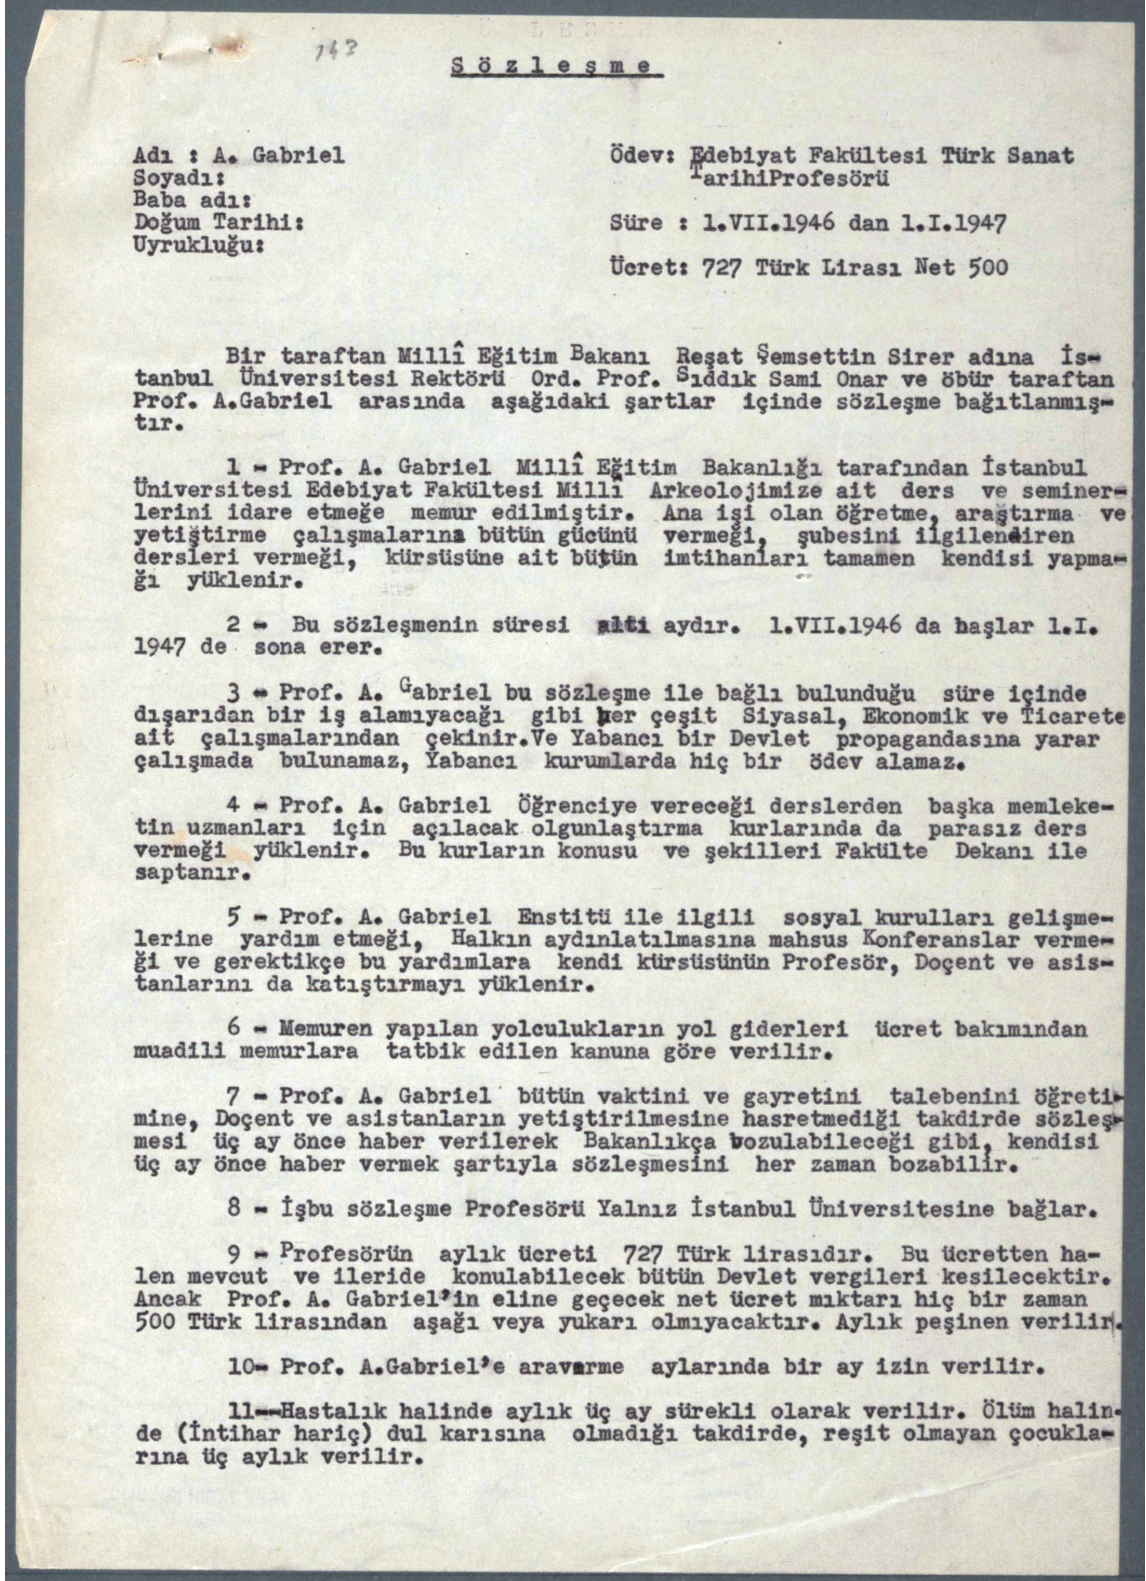 143
Sözleşme
Adı : A. Gabriel
Soyadı:
Baba adı:
Doğum Tarihi:
Uyrukluğu:
Ödev: Edebiyat Fakültesi Türk Sanat
TarihiProfesörü
Süre : 1.VII.1946 dan 1.I.1947
Ücret: 727 Türk Lirası Net 500
Bir taraftan Millî Eğitim Bakanı Reşat Şemsettin Sirer adına İs-
tanbul Üniversitesi Rektörü Ord. Prof. Sıddık Sami Onar ve öbür taraftan
Prof. A.Gabriel arasında aşağıdaki şartlar içinde sözleşme bağıtlanmış-
tır.
1 - Prof. A. Gabriel Millî Eğitim Bakanlığı tarafından İstanbul
Üniversitesi Edebiyat Fakültesi Millî Arkeolojimize ait ders ve seminer-
lerini idare etmeğe memur edilmiştir. Ana işi olan öğretme, araştırma ve
yetiştirme çalışmalarına bütün gücünü vermeği, şubesini ilgilendiren
dersleri vermeği, kürsüsüne ait bütün imtihanları tamamen kendisi yapma-
ğı yüklenir.
2 - Bu sözleşmenin süresi alti aydır. 1.VII.1946 da başlar 1.I.
1947 de sona erer.
3 - Prof. A. Gabriel bu sözleşme ile bağlı bulunduğu süre içinde
dışarıdan bir iş alamıyacağı gibi her çeşit Siyasal, Ekonomik ve Ticarete
ait çalışmalarından çekinir.Ve Yabancı bir Devlet propagandasına yarar
çalışmada bulunamaz, Yabancı kurumlarda hiç bir ödev alamaz.
4 - Prof. A. Gabriel Öğrenciye vereceği derslerden başka memleke-
tin uzmanları için açılacak olgunlaştırma kurlarında da parasız ders
vermeği yüklenir. Bu kurların konusu ve şekilleri Fakülte Dekanı ile
saptanır.
5 - Prof. A. Gabriel Enstitü ile ilgili sosyal kurulları gelişme-
lerine yardım etmeği, Halkın aydınlatılmasına mahsus Konferanslar verme-
ği ve gerektikçe bu yardımlara kendi kürsüsünün Profesör, Doçent ve asis-
tanlarını da katıştırmayı yüklenir.
6 - Memuren yapılan yolculukların yol giderleri ücret bakımından
muadili memurlara tatbik edilen kanuna göre verilir.
7 - Prof. A. Gabriel bütün vaktini ve gayretini talebenini öğreti-
mine, Doçent ve asistanların yetiştirilmesine hasretmediği takdirde sözleş-
mesi üç ay önce haber verilerek Bakanlıkça bozulabileceği gibi, kendisi
üç ay önce haber vermek şartıyla sözleşmesini her zaman bozabilir.
8 - İşbu sözleşme Profesörü Yalnız İstanbul Üniversitesine bağlar.
9 - Profesörün aylık ücreti 727 Türk lirasıdır. Bu ücretten ha-
len mevcut ve ileride konulabilecek bütün Devlet vergileri kesilecektir.
Ancak Prof. A. Gabriel'in eline geçecek net ücret mıktarı hiç bir zaman
500 Türk lirasından aşağı veya yukarı olmıyacaktır. Aylık peşinen verilir.
10- Prof. A.Gabriel'e aravarme aylarında bir ay izin verilir.
11--Hastalık halinde aylık üç ay sürekli olarak verilir. Ölüm halin-
de (İntihar hariç) dul karısına olmadığı takdirde, reşit olmayan çocukla-
rına üç aylık verilir.